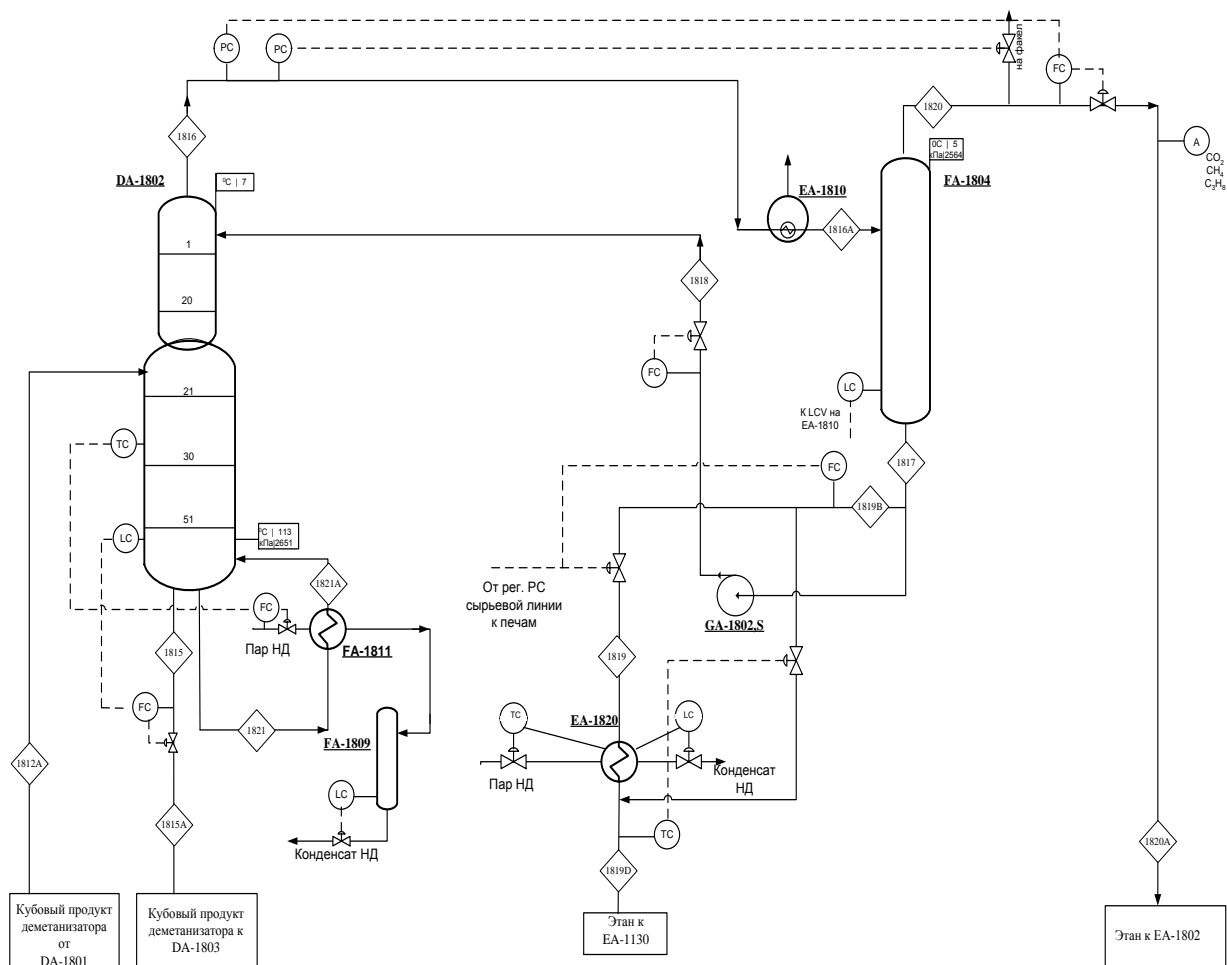 PC
PC
на факел
FC
1820
1816
0C | 5
кПа|2564
A
CO2
CH4
C3H8
DA-1802
ºC | 7
EA-1810
FA-1804
1816A
1
1818
20
FC
LC
К LCV на
EA-1810
21
TC
30
FC
1817
1819B
51
LC
ºC | 113
кПа|2651
1821A
От рег. PC
сырьевой линии
к печам
GA-1802,S
FC
Пар НД
FA-1811
1815
1819
FC
1821
EA-1820
TC
LC
FA-1809
1812A
Пар НД
Конденсат
НД
LC
1815A
TC
Конденсат НД
1819D
1820A
Кубовый продукт
деметанизатора
от
DA-1801
Кубовый продукт
деметанизатора к
DA-1803
Этан к
EA-1130
Этан к EA-1802